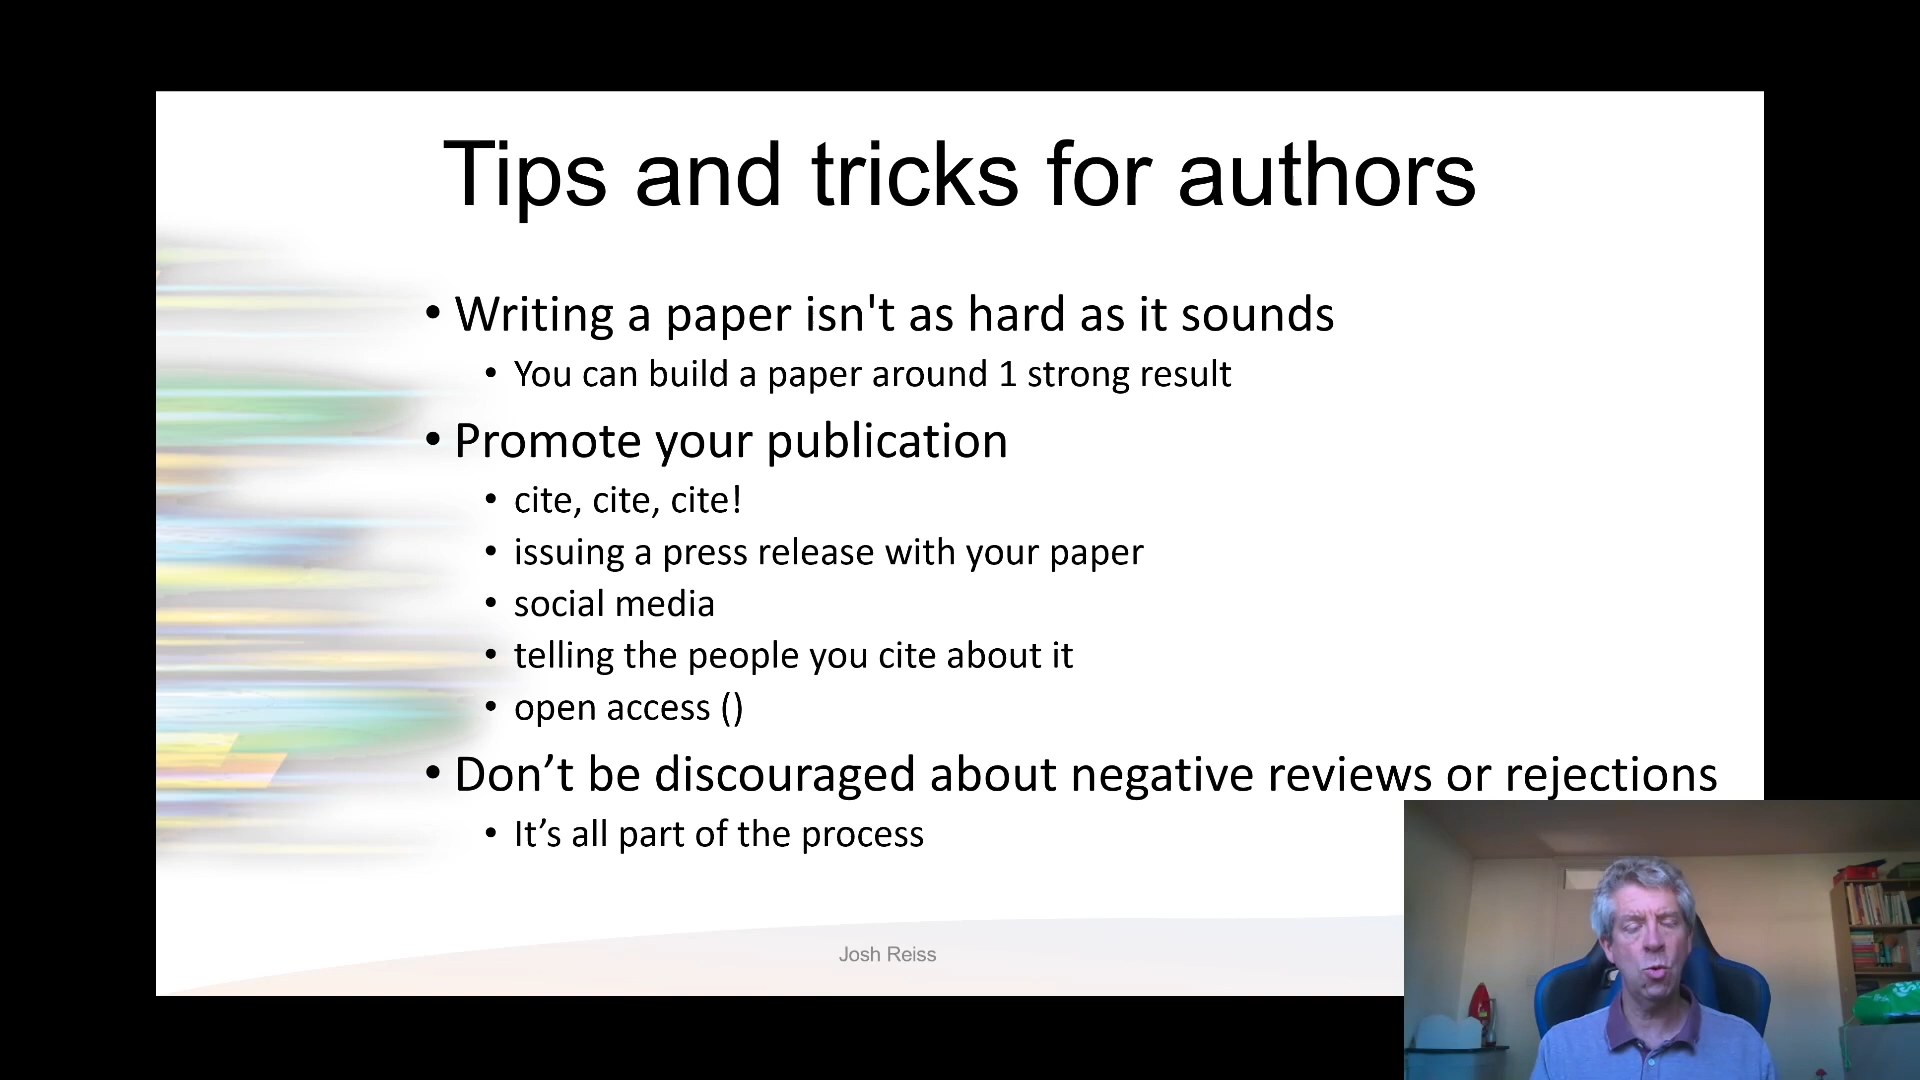 Tips and tricks for authors
• Writing a paper isn't as hard as it sounds
• You can build a paper around 1 strong result
• Promote your publication
• cite, cite, cite!
• issuing a press release with your paper
• social media
• telling the people you cite about it
• open access ()
• Don’t be discouraged about negative reviews or rejections
• It’s all part of the process
Josh Reiss